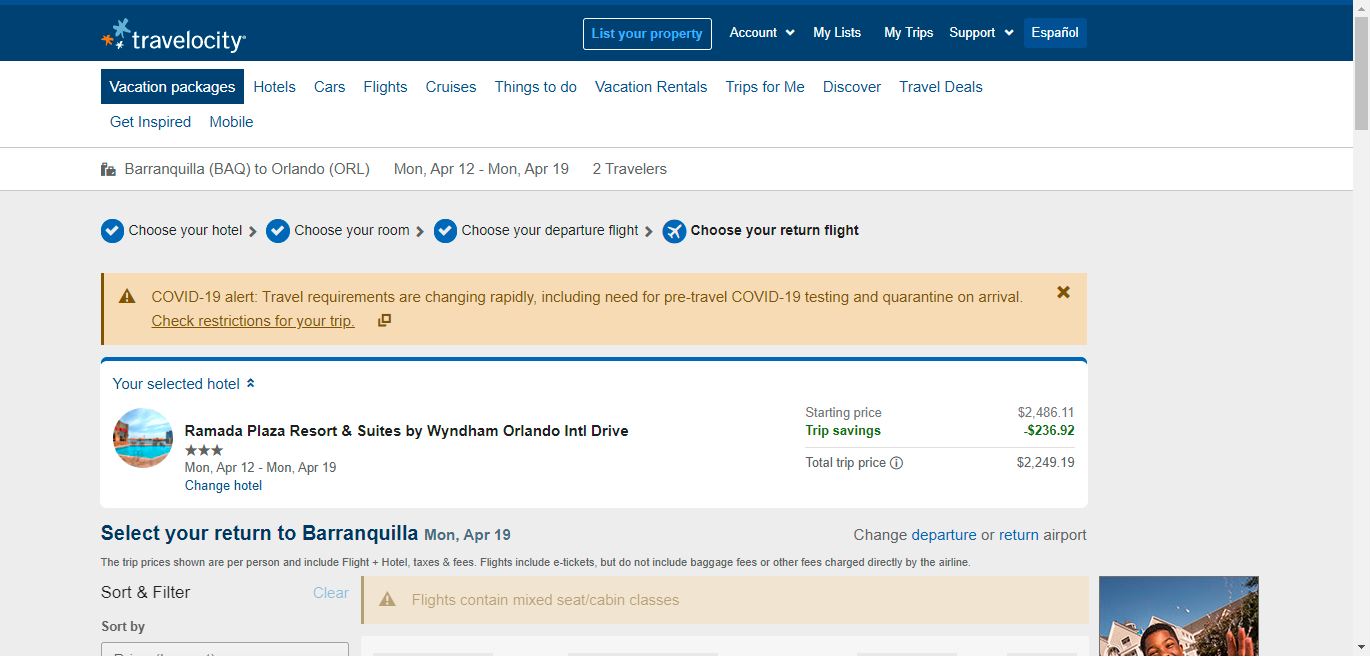 travelocity
List your property
Account
My Lists
My Trips
Support
Español
Vacation packages
Hotels
Cars
Flights
Cruises
Things to do
Vacation Rentals
Trips for Me
Discover
Travel Deals
Get Inspired
Mobile
Barranquilla (BAQ) to Orlando (ORL)
Mon, Apr 12 - Mon, Apr 19
2 Travelers
Choose your hotel
Choose your room
Choose your departure flight
Choose your return flight
COVID-19 alert: Travel requirements are changing rapidly, including need for pre-travel COVID-19 testing and quarantine on arrival.
Check restrictions for your trip.
Your selected hotel
Ramada Plaza Resort & Suites by Wyndham Orlando Intl Drive
Mon, Apr 12 - Mon, Apr 19
Change hotel
Starting price $2,486.11
Trip savings -$236.92
Total trip price $2,249.19
Select your return to Barranquilla Mon, Apr 19
Change departure or return airport
The trip prices shown are per person and include Flight + Hotel, taxes & fees. Flights include e-tickets, but do not include baggage fees or other fees charged directly by the airline.
Sort & Filter
Clear
Flights contain mixed seat/cabin classes
Sort by